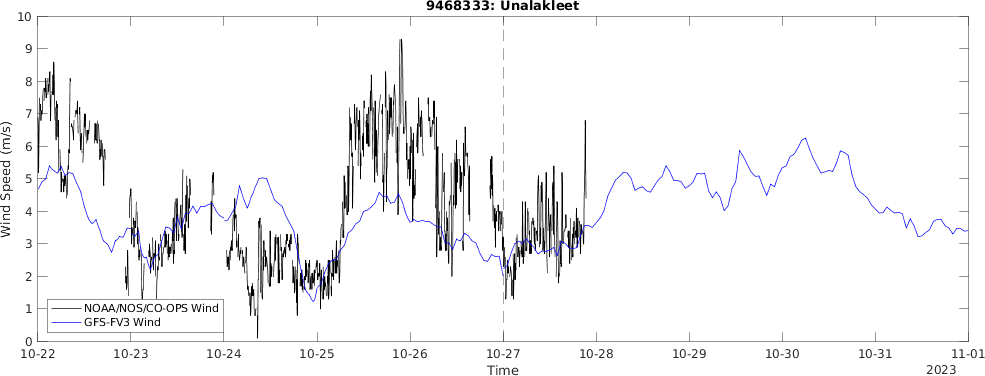 9468333: Unalakleet
10
9
8
7
6
5
4
3
2
1
0
Wind Speed (m/s)
NOAA/NOS/CO-OPS Wind
GFS-FV3 Wind
10-22 10-23 10-24 10-25 10-26 10-27 10-28 10-29 10-30 10-31 11-01
Time
2023